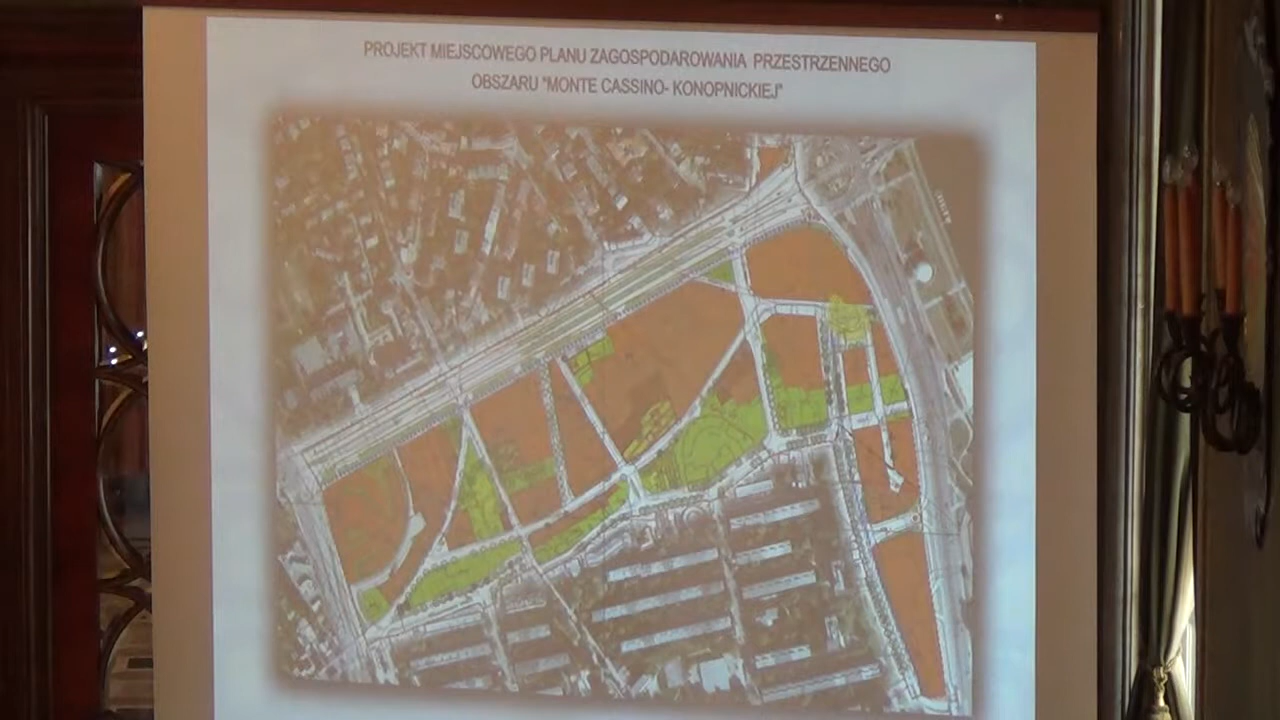 PROJEKT MIEJSCOWEGO PLANU ZAGOSPODAROWANIA PRZESTRZENNEGO
OBSZARU "MONTE CASSINO- KONOPNICKIEJ"